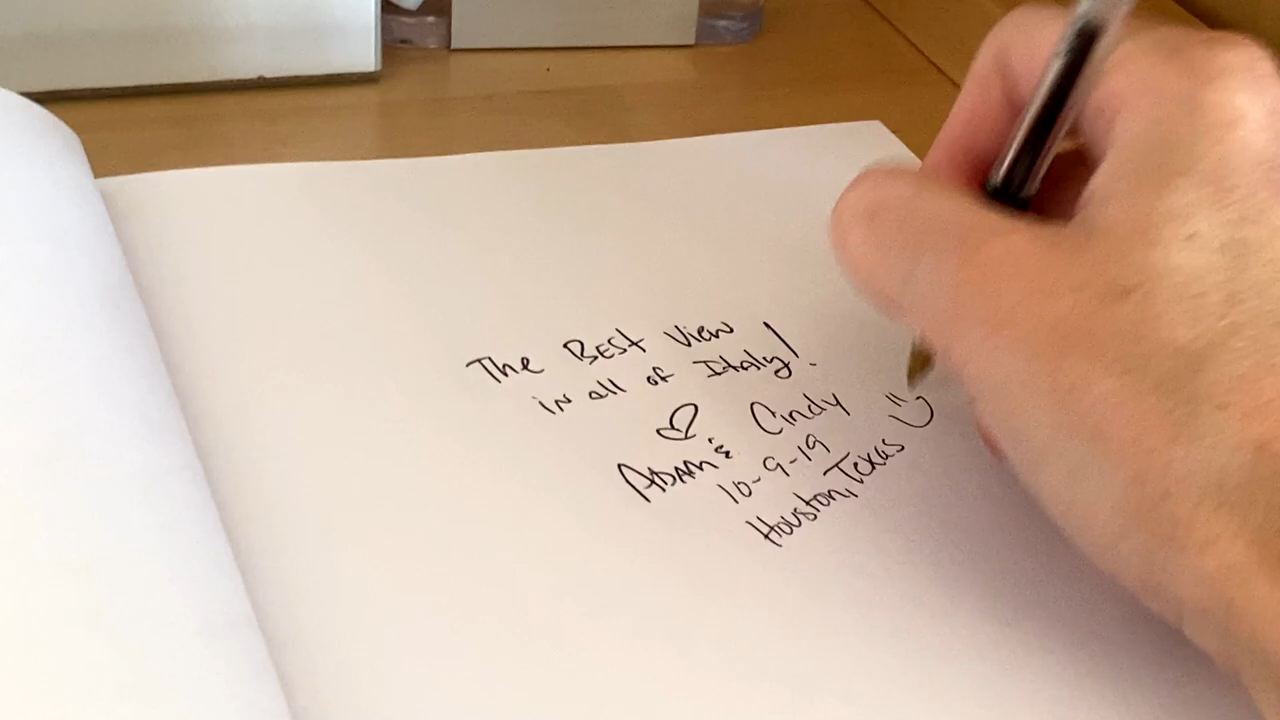 The BEST View
in all of Italy!
♡
ADAM & Cindy
10-9-19
Houston, Texas